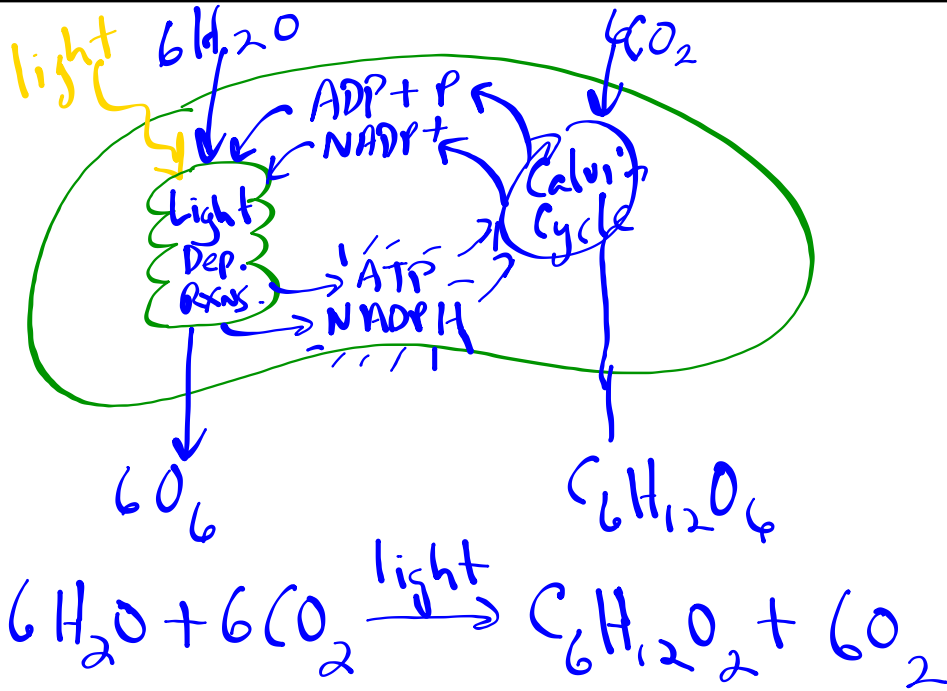 light 6H₂O 6CO₂
ADP + P
NADP+
Calvin
Cycle
Light
Dep.
Rxns.
ATP
NADPH
6O₆
C₆H₁₂O₆
light
6H₂O + 6CO₂ → C₆H₁₂O₂ + 6O₂